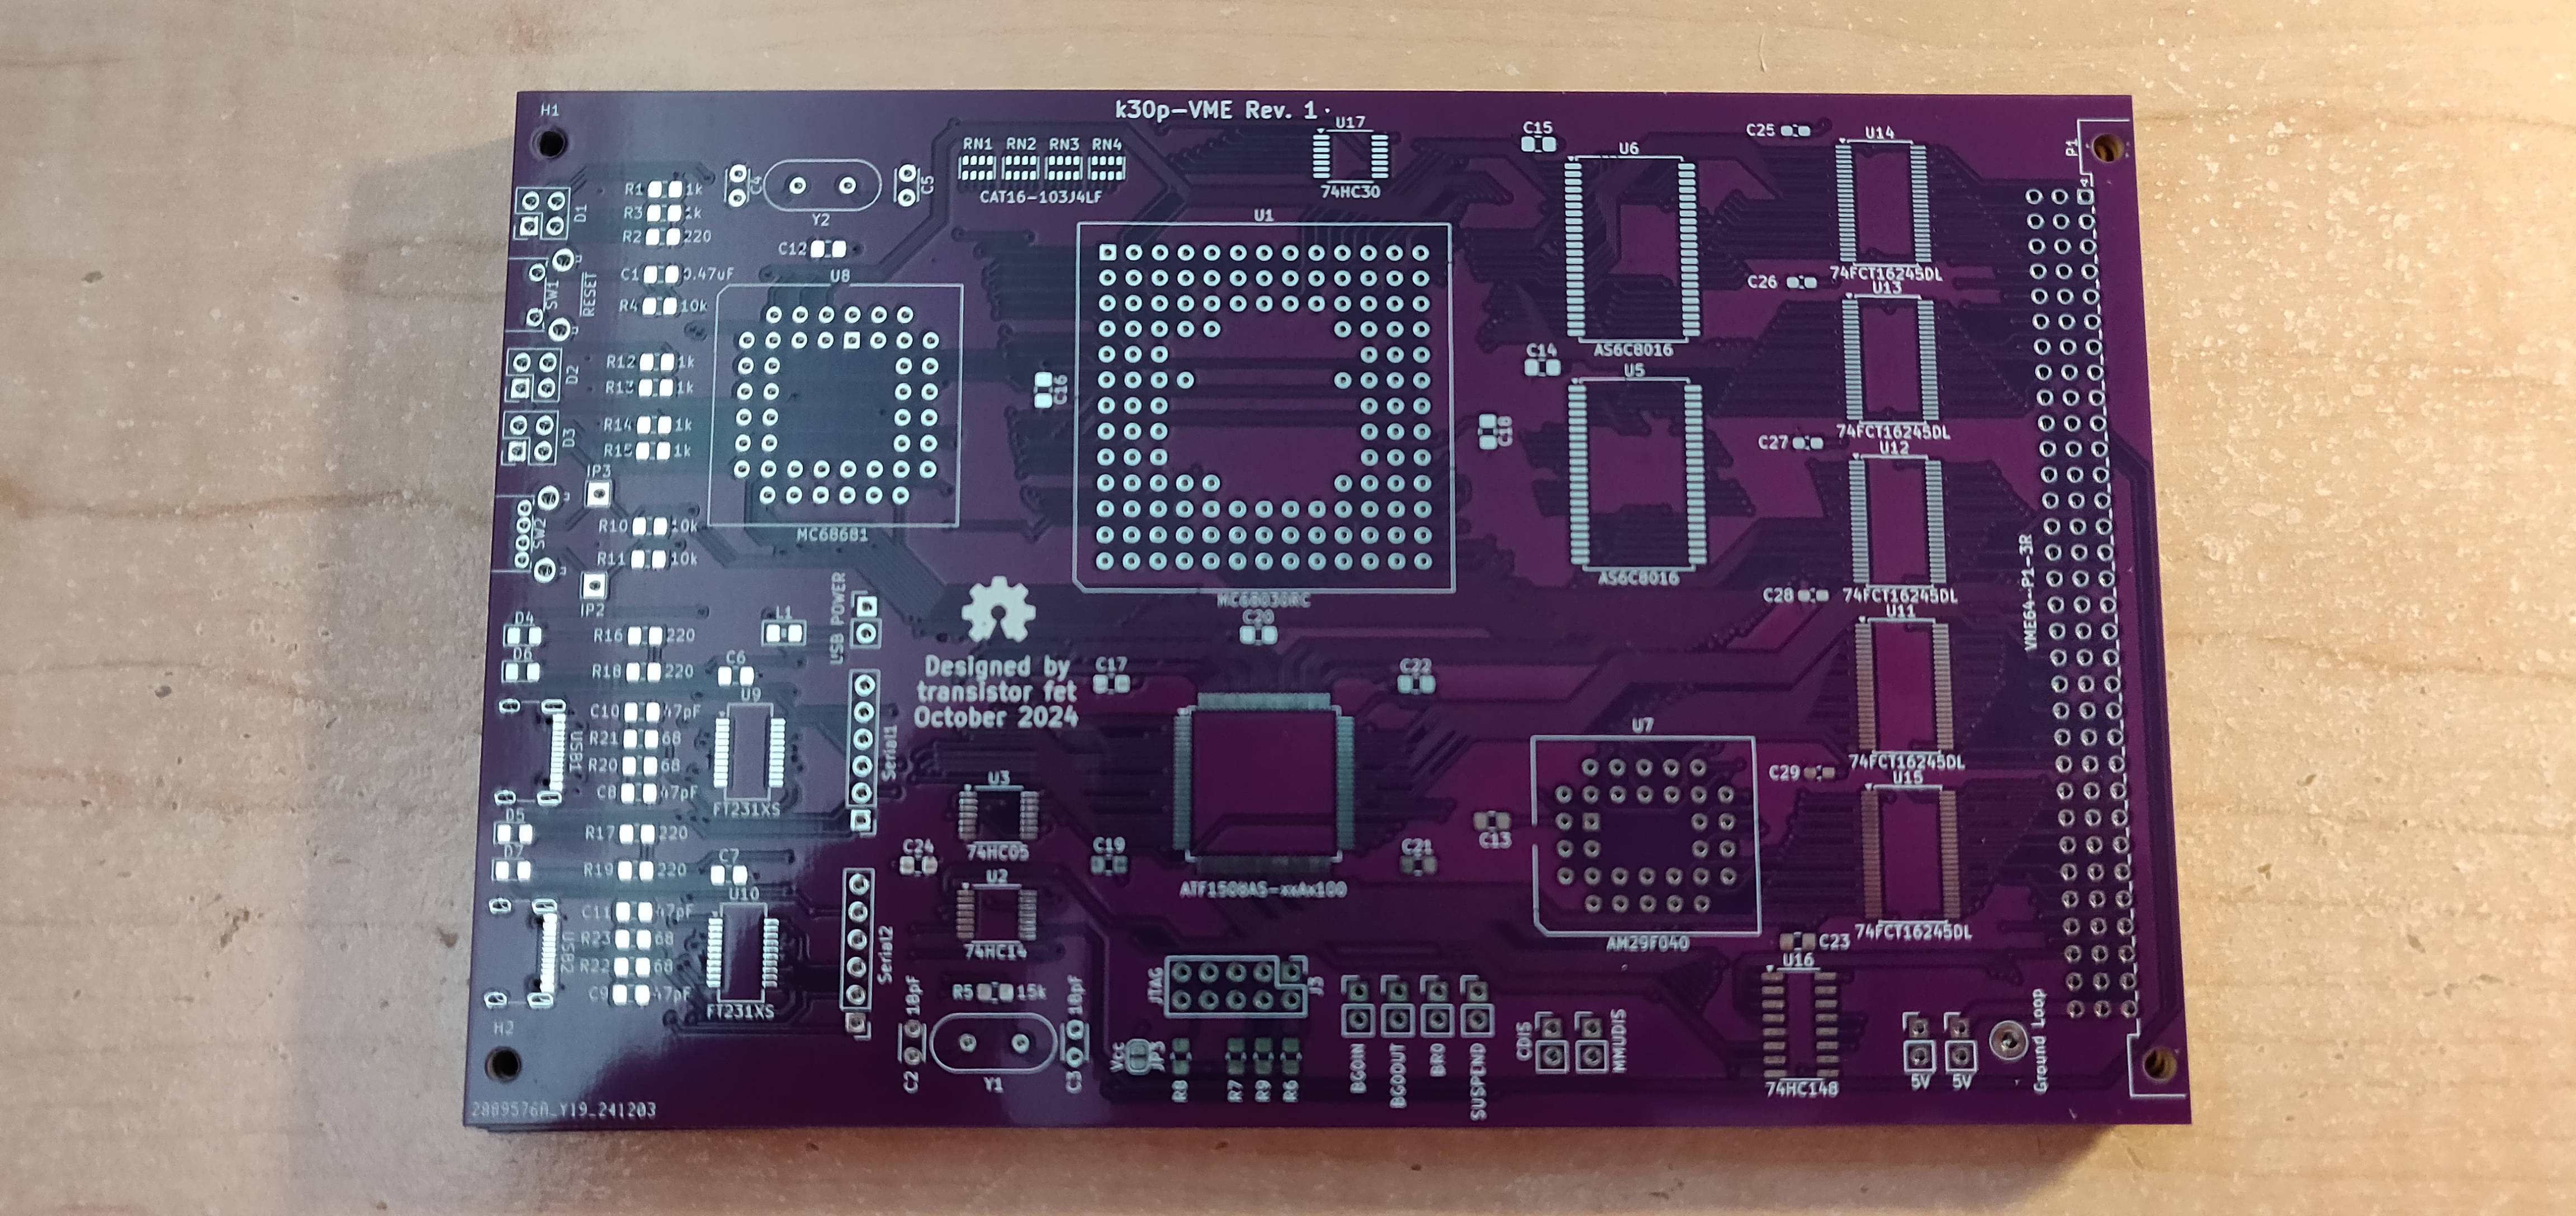 k30p-VME Rev. 1
H1
D1
R1 1k
R3 1k
R2 220
C1 0.47uF
R4 10k
SW1
RESET
C4
Y2
C5
C12
U8
MC68681
RN1 RN2 RN3 RN4
CAT16-103J4LF
U17
74HC30
U1
MC68030RC
C16
C18
C20
C15
U6
AS6C8016
C14
U5
AS6C8016
C25
U14
74FCT16245DL
C26
U13
74FCT16245DL
C27
U12
74FCT16245DL
C28
U11
74FCT16245DL
C29
U15
74FCT16245DL
P1
VME64-P1-3R
D2
R12 1k
R13 1k
D3
R14 1k
R15 1k
JP3
SW2
R10 10k
R11 10k
JP2
D4
D6
R16 220
R18 220
L1
USB POWER
C6
U9
FT231XS
USB1
C10 47pF
R21 68
R20 68
C8 47pF
Serial1
D5
D7
R17 220
R19 220
C7
U10
FT231XS
USB2
C11 47pF
R23 68
R22 68
C9 47pF
Serial2
H2
28895760_Y19_241203
Designed by
transistor fet
October 2024
C17
C22
C19
C21
ATF1508AS-xxAx100
U3
74HC05
C24
U2
74HC14
R5 15k
C2 18pF
Y1
C3 18pF
JTAG
J3
Vcc
JP3
R8
R7
R9
R6
BG0IN
BG0OUT
BR0
SUSPEND
CDIS
MMUDIS
U7
AM29F040
C13
C23
U16
74HC148
5V
5V
Ground Loop